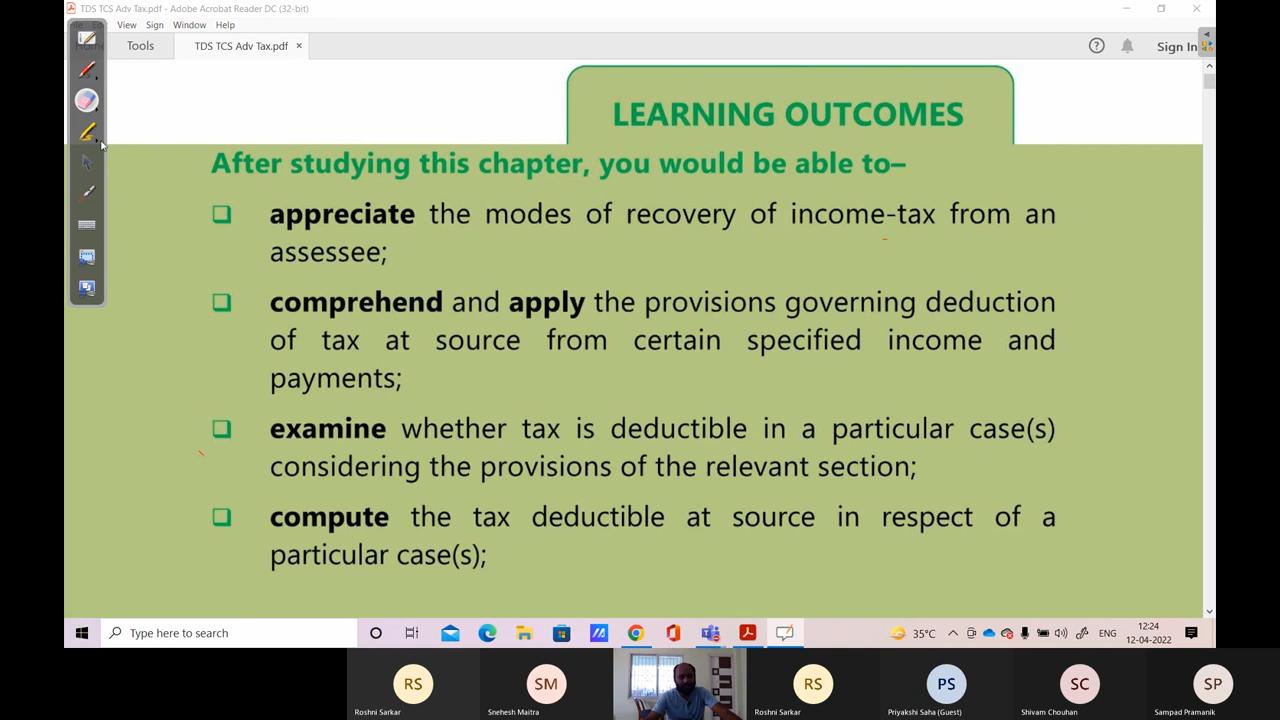 TDS TCS Adv Tax.pdf - Adobe Acrobat Reader DC (32-bit)
View Sign Window Help
Home Tools TDS TCS Adv Tax.pdf × Sign In
LEARNING OUTCOMES
After studying this chapter, you would be able to–
appreciate the modes of recovery of income-tax from an
assessee;
comprehend and apply the provisions governing deduction
of tax at source from certain specified income and
payments;
examine whether tax is deductible in a particular case(s)
considering the provisions of the relevant section;
compute the tax deductible at source in respect of a
particular case(s);
Type here to search
35°C
ENG
12:24
12-04-2022
RS SM RS PS SC SP
Roshni Sarkar Snehesh Maitra Roshni Sarkar Priyakshi Saha (Guest) Shivam Chouhan Sampad Pramanik